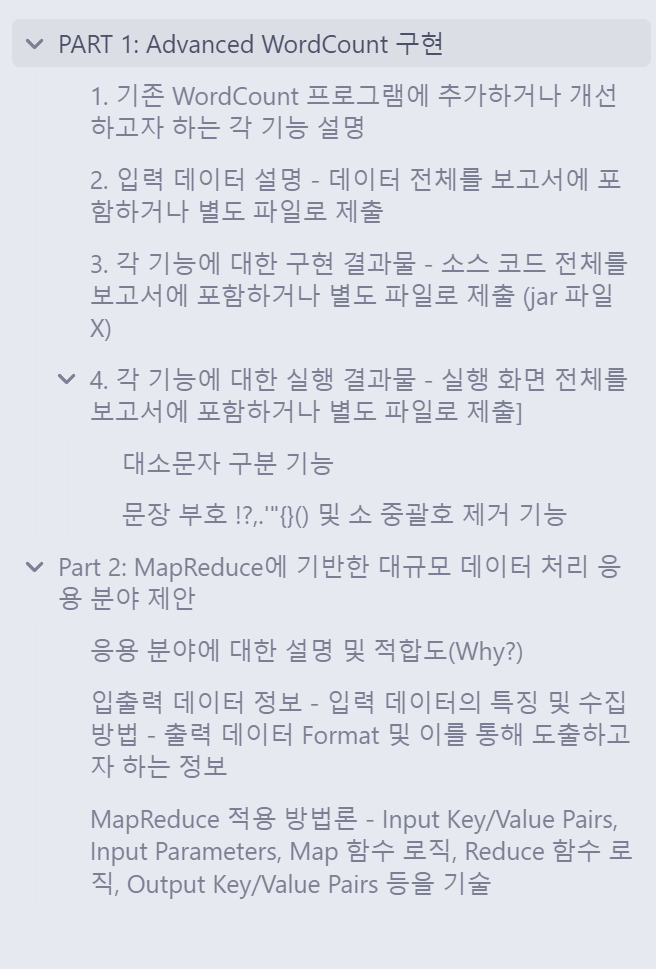 PART 1: Advanced WordCount 구현
1. 기존 WordCount 프로그램에 추가하거나 개선
하고자 하는 각 기능 설명
2. 입력 데이터 설명 - 데이터 전체를 보고서에 포
함하거나 별도 파일로 제출
3. 각 기능에 대한 구현 결과물 - 소스 코드 전체를
보고서에 포함하거나 별도 파일로 제출 (jar 파일
X)
4. 각 기능에 대한 실행 결과물 - 실행 화면 전체를
보고서에 포함하거나 별도 파일로 제출]
대소문자 구분 기능
문장 부호 !?,.'"{}() 및 소 중괄호 제거 기능
Part 2: MapReduce에 기반한 대규모 데이터 처리 응
용 분야 제안
응용 분야에 대한 설명 및 적합도(Why?)
입출력 데이터 정보 - 입력 데이터의 특징 및 수집
방법 - 출력 데이터 Format 및 이를 통해 도출하고
자 하는 정보
MapReduce 적용 방법론 - Input Key/Value Pairs,
Input Parameters, Map 함수 로직, Reduce 함수 로
직, Output Key/Value Pairs 등을 기술